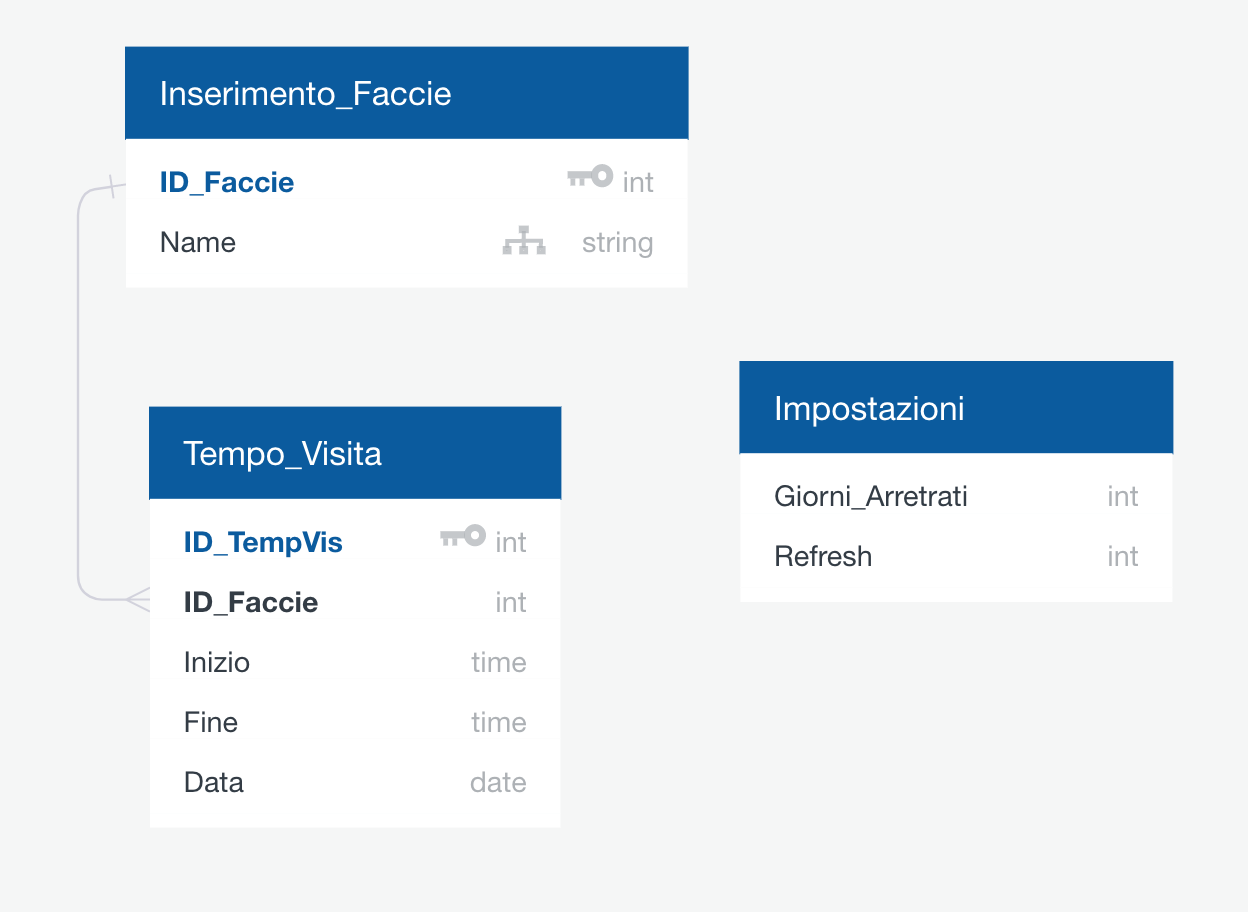 Inserimento_Faccie
ID_Faccie int
Name string
Impostazioni
Giorni_Arretrati int
Refresh int
Tempo_Visita
ID_TempVis int
ID_Faccie int
Inizio time
Fine time
Data date